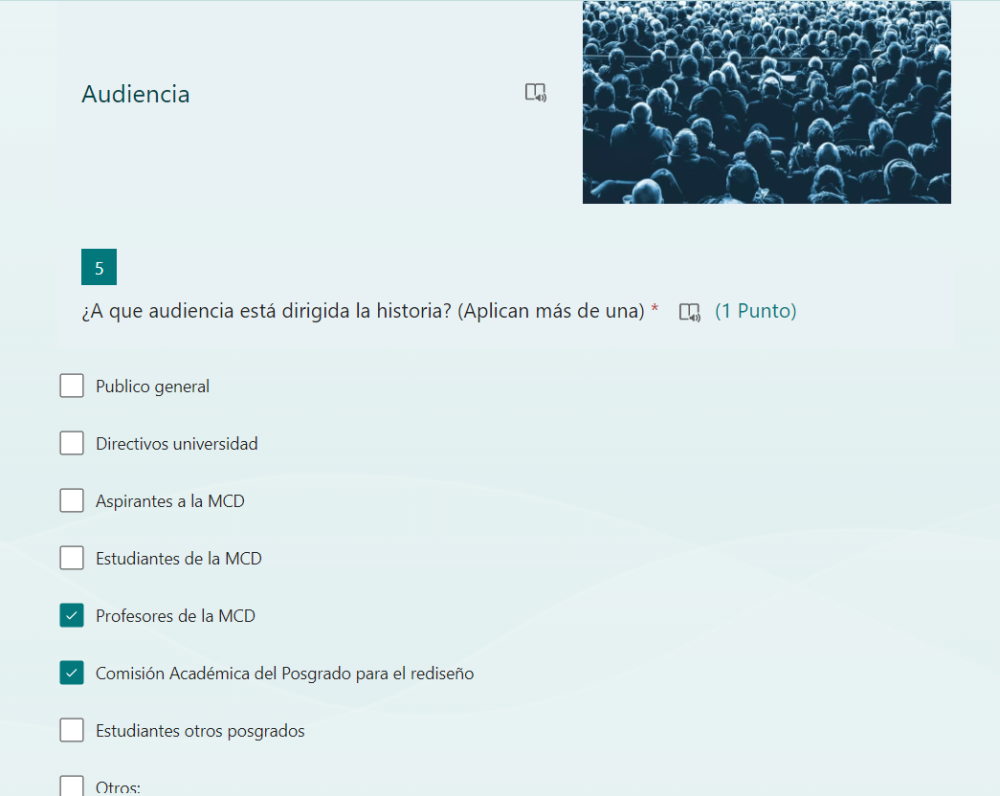 Audiencia
5
¿A que audiencia está dirigida la historia? (Aplican más de una) * (1 Punto)
Publico general
Directivos universidad
Aspirantes a la MCD
Estudiantes de la MCD
Profesores de la MCD
Comisión Académica del Posgrado para el rediseño
Estudiantes otros posgrados
Otros: